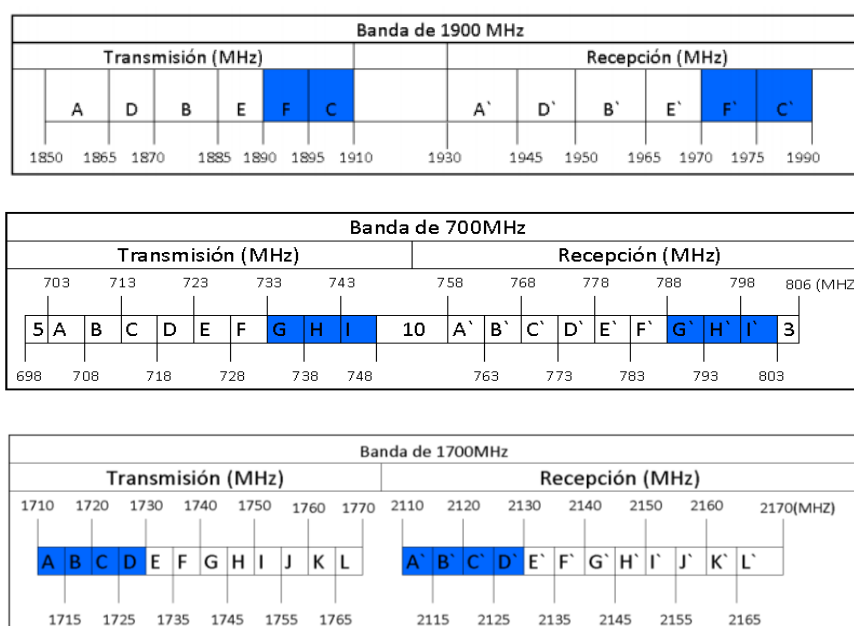 Banda de 1900 MHz
Transmisión (MHz) Recepción (MHz)
A D B E F C A` D` B` E` F` C`
1850 1865 1870 1885 1890 1895 1910 1930 1945 1950 1965 1970 1975 1990
Banda de 700MHz
Transmisión (MHz) Recepción (MHz)
703 713 723 733 743 758 768 778 788 798 806 (MHZ
5 A B C D E F G H I 10 A` B` C` D` E` F` G` H` I` 3
698 708 718 728 738 748 763 773 783 793 803
Banda de 1700MHz
Transmisión (MHz) Recepción (MHz)
1710 1720 1730 1740 1750 1760 1770 2110 2120 2130 2140 2150 2160 2170(MHZ)
A B C D E F G H I J K L A` B` C` D` E` F` G` H` I` J` K` L`
1715 1725 1735 1745 1755 1765 2115 2125 2135 2145 2155 2165